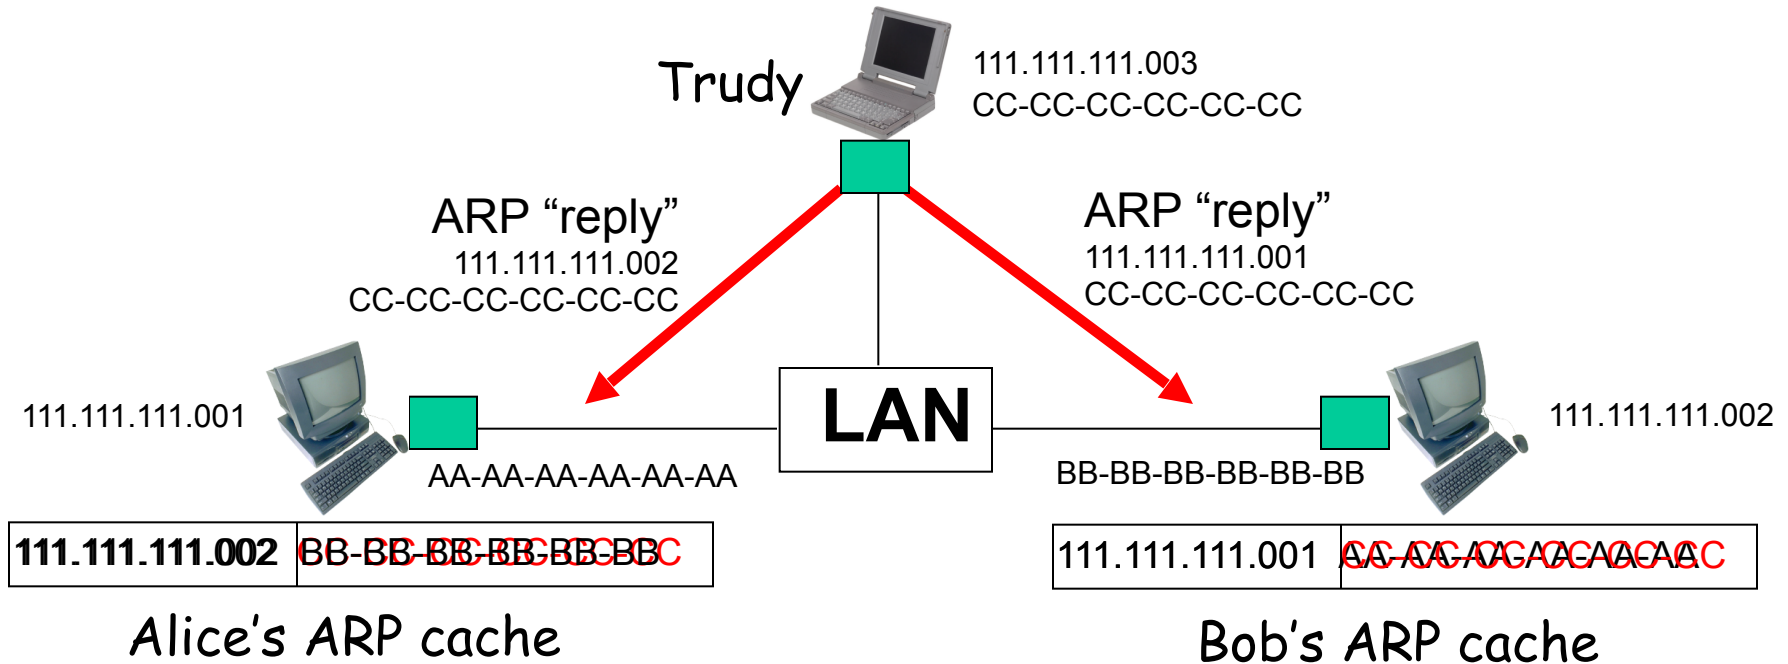 Trudy
111.111.111.003
CC-CC-CC-CC-CC-CC
ARP “reply”
111.111.111.002
CC-CC-CC-CC-CC-CC
ARP “reply”
111.111.111.001
CC-CC-CC-CC-CC-CC
111.111.111.001
AA-AA-AA-AA-AA-AA
LAN
BB-BB-BB-BB-BB-BB
111.111.111.002
111.111.111.002
BB-BB-BB-BB-BB-BB
CC-CC-CC-CC-CC-CC
Alice’s ARP cache
111.111.111.001
AA-AA-AA-AA-AA-AA
CC-CC-CC-CC-CC-CC
Bob’s ARP cache